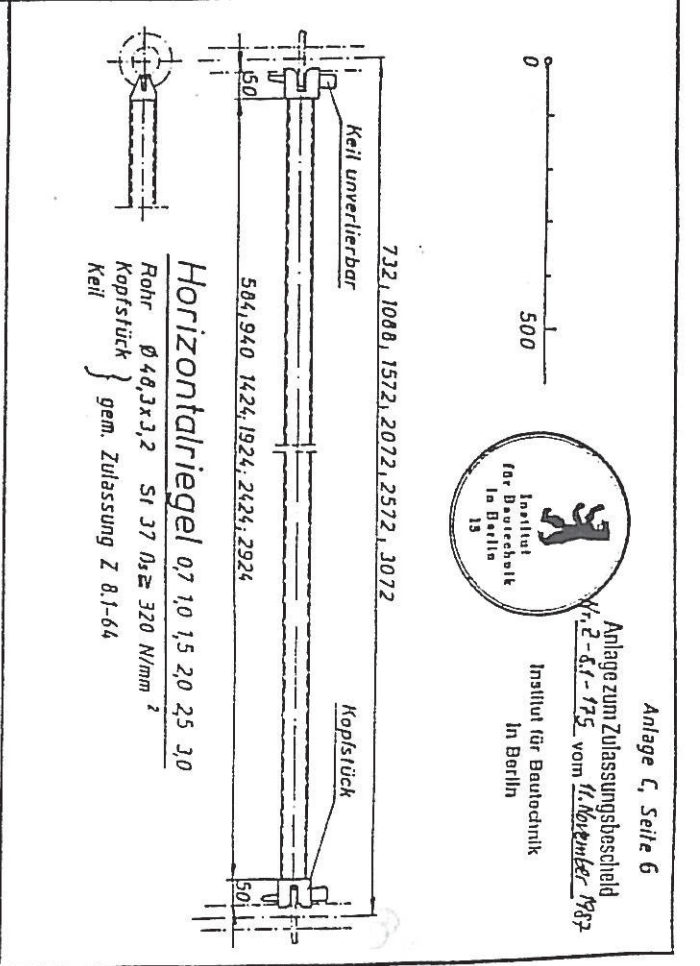 Anlage C, Seite 6
Anlage zum Zulassungsbescheid
Nr. Z-8.1-175 vom 11. November 1987
Institut für Bautechnik
in Berlin
Institut
für Bautechnik
in Berlin
13
0
500
732, 1088, 1572, 2072, 2572, 3072
Keil unverlierbar
Kopfstück
50
50
584, 940 1424, 1924, 2424, 2924
Horizontalriegel 0,7 1,0 1,5 2,0 2,5 3,0
Rohr Ø 48,3x3,2 St 37 βs ≥ 320 N/mm²
Kopfstück } gem. Zulassung Z 8.1-64
Keil